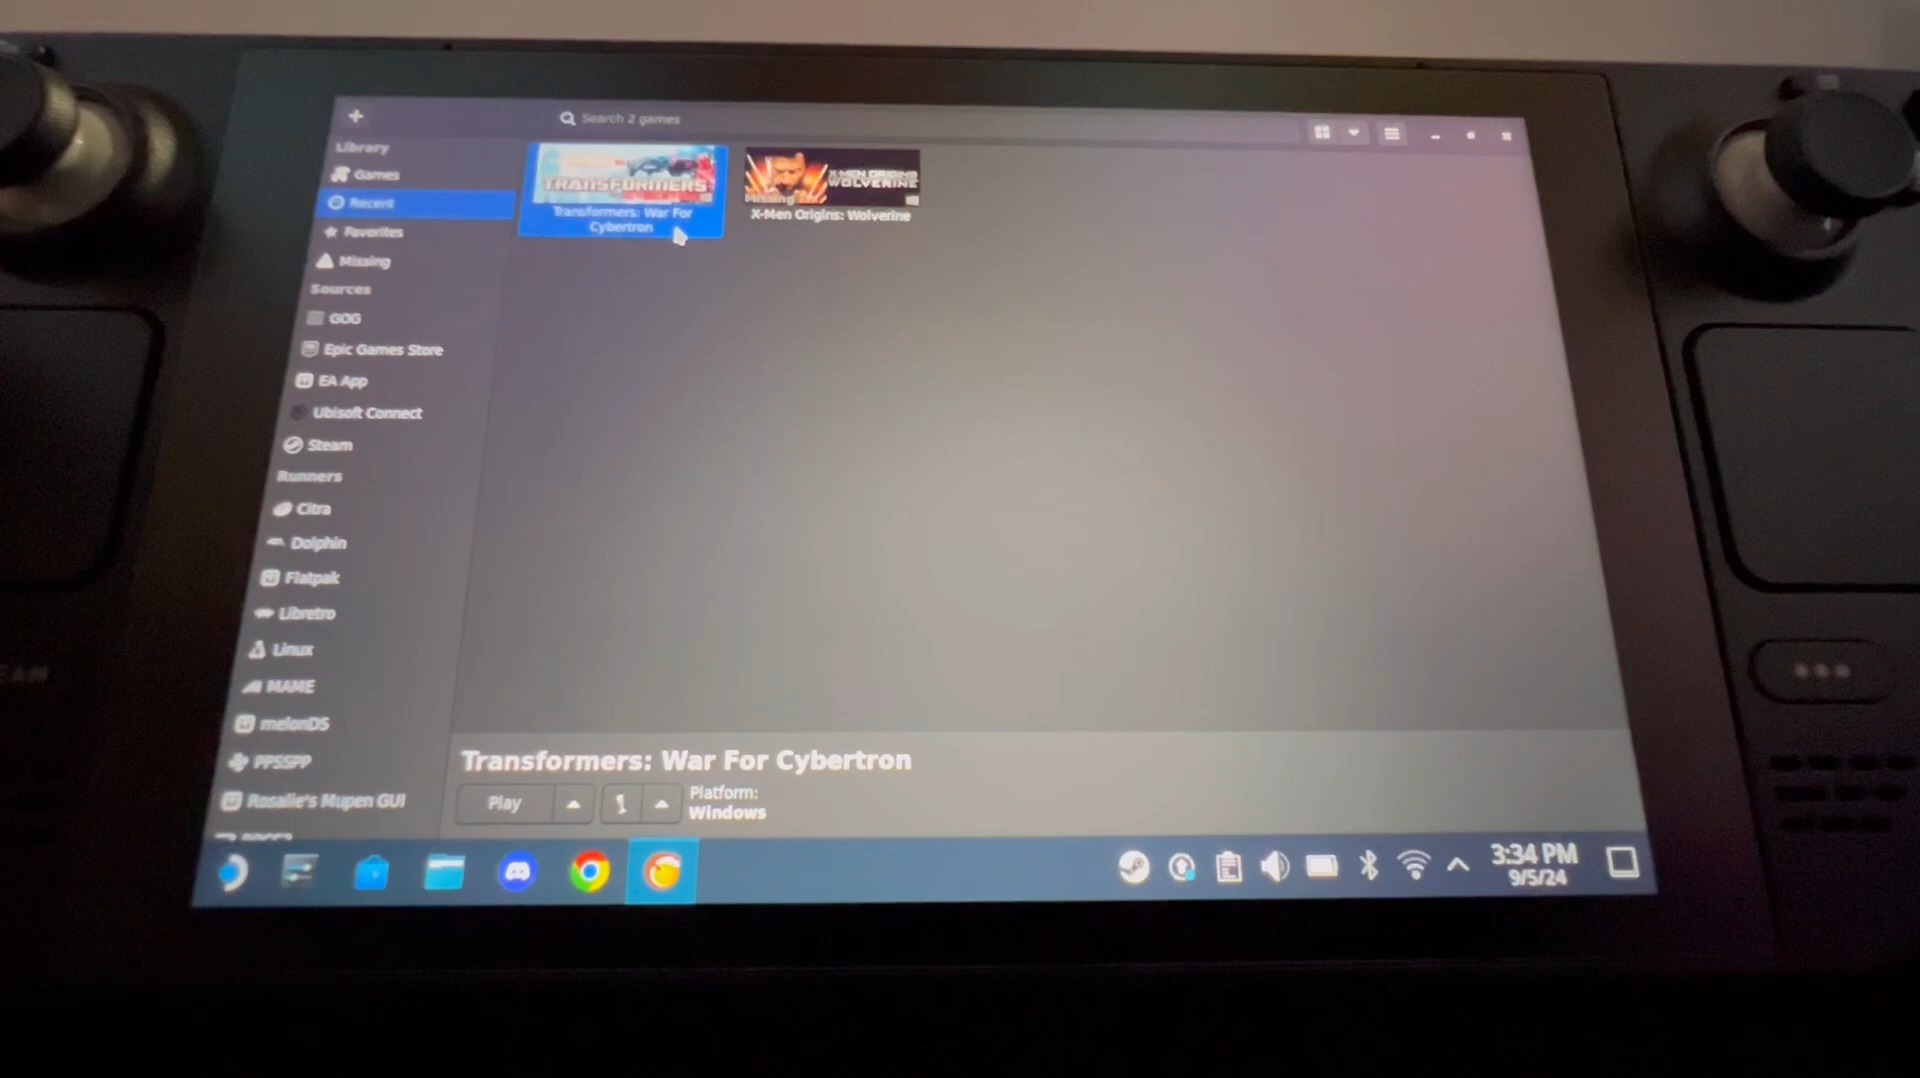 Search 2 games
Library
Games
Recent
Favorites
Missing
Sources
GOG
Epic Games Store
EA App
Ubisoft Connect
Steam
Runners
Citra
Dolphin
Flatpak
Libretro
Linux
MAME
melonDS
PPSSPP
Rosalie's Mupen GUI
TRANSFORMERS
Transformers: War For
Cybertron
X-MEN ORIGINS
WOLVERINE
Missing
X-Men Origins: Wolverine
Transformers: War For Cybertron
Play
Platform:
Windows
3:34 PM
9/5/24